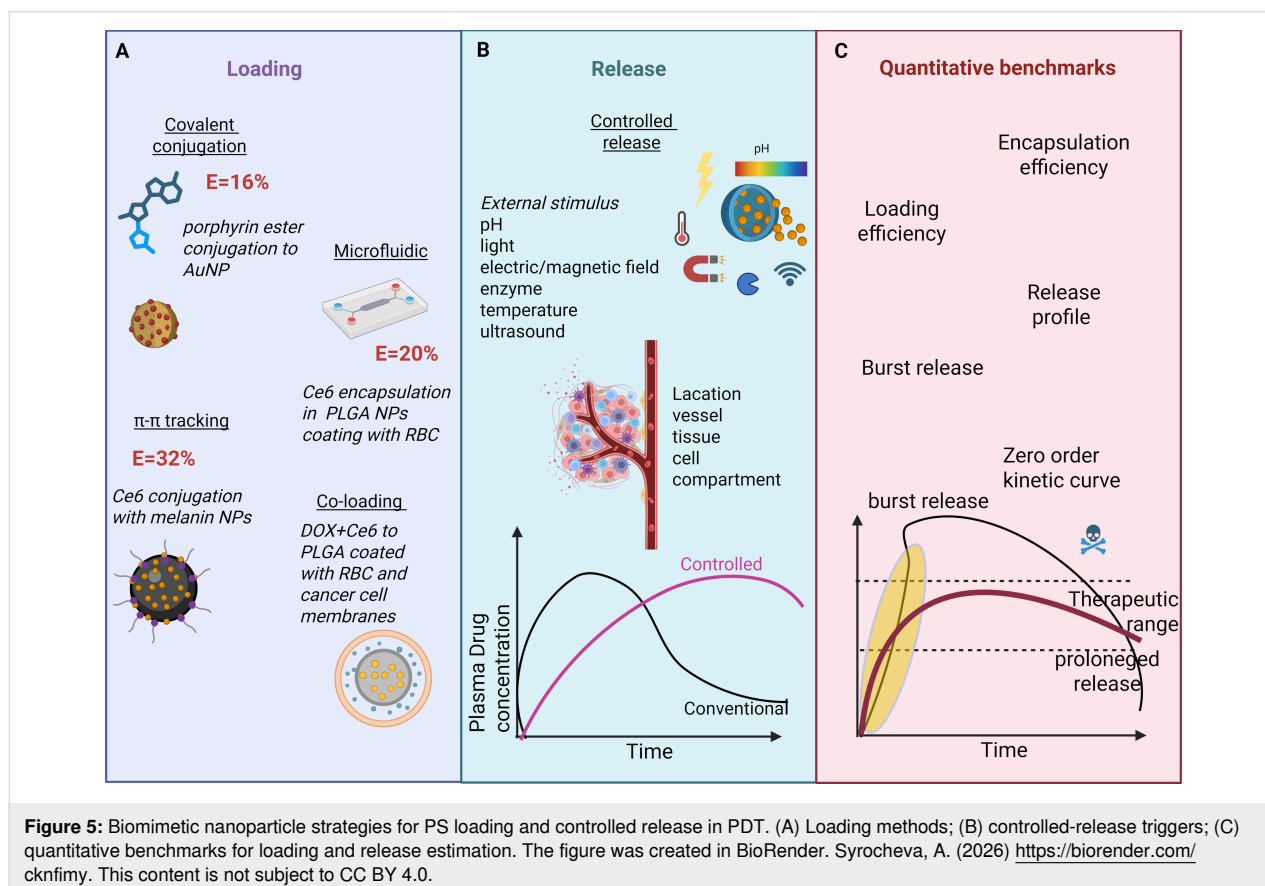 A
Loading
Covalent
conjugation
E=16%
porphyrin ester
conjugation to
AuNP
Microfluidic
E=20%
Ce6 encapsulation
in PLGA NPs
coating with RBC
π-π tracking
E=32%
Ce6 conjugation
with melanin NPs
Co-loading
DOX+Ce6 to
PLGA coated
with RBC and
cancer cell
membranes
B
Release
Controlled
release
pH
External stimulus
pH
light
electric/magnetic field
enzyme
temperature
ultrasound
Lacation
vessel
tissue
cell
compartment
Plasma Drug
concentration
Controlled
Conventional
Time
C
Quantitative benchmarks
Encapsulation
efficiency
Loading
efficiency
Release
profile
Burst release
Zero order
kinetic curve
burst release
Therapeutic
range
proloneged
release
Time
Figure 5: Biomimetic nanoparticle strategies for PS loading and controlled release in PDT. (A) Loading methods; (B) controlled-release triggers; (C)
quantitative benchmarks for loading and release estimation. The figure was created in BioRender. Syrocheva, A. (2026) https://biorender.com/
cknfimy. This content is not subject to CC BY 4.0.